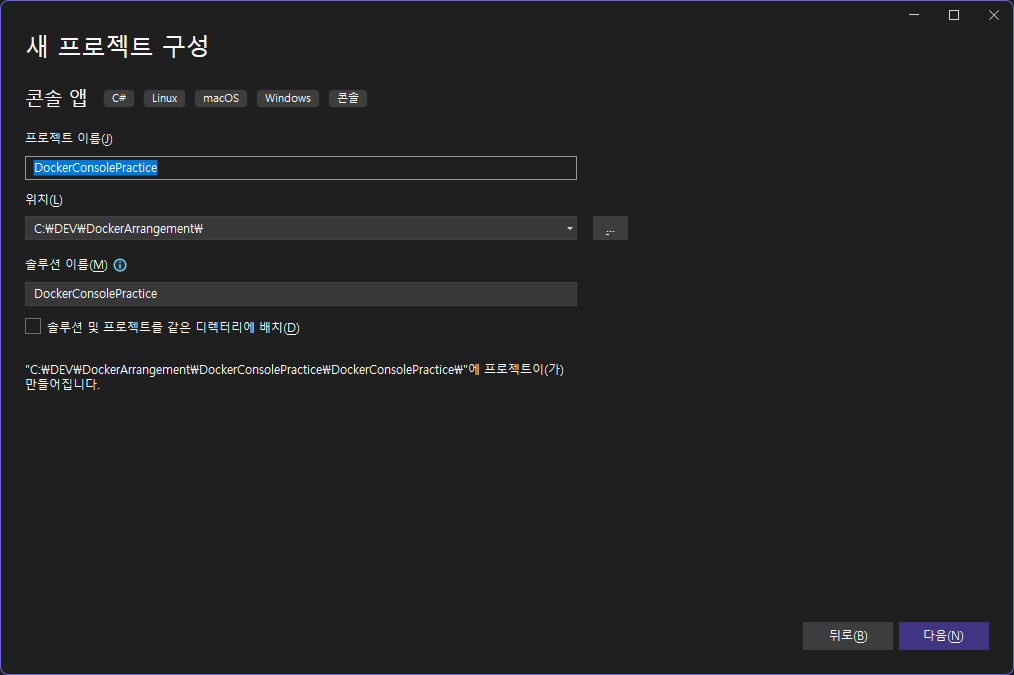 새 프로젝트 구성
콘솔 앱 C# Linux macOS Windows 콘솔
프로젝트 이름(J)
DockerConsolePractice
위치(L)
C:₩DEV₩DockerArrangement₩
...
솔루션 이름(M)
DockerConsolePractice
솔루션 및 프로젝트를 같은 디렉터리에 배치(D)
"C:₩DEV₩DockerArrangement₩DockerConsolePractice₩DockerConsolePractice₩"에 프로젝트이(가)
만들어집니다.
뒤로(B) 다음(N)